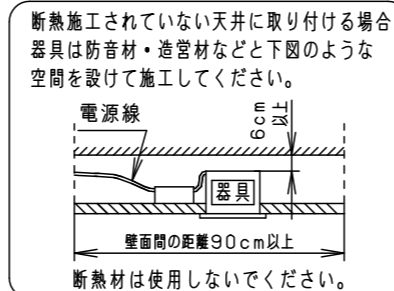 断熱施工されていない天井に取り付ける場合
器具は防音材・造営材などと下図のような
空間を設けて施工してください。
電源線
6cm
以上
器具
壁面間の距離90cm以上
断熱材は使用しないでください。